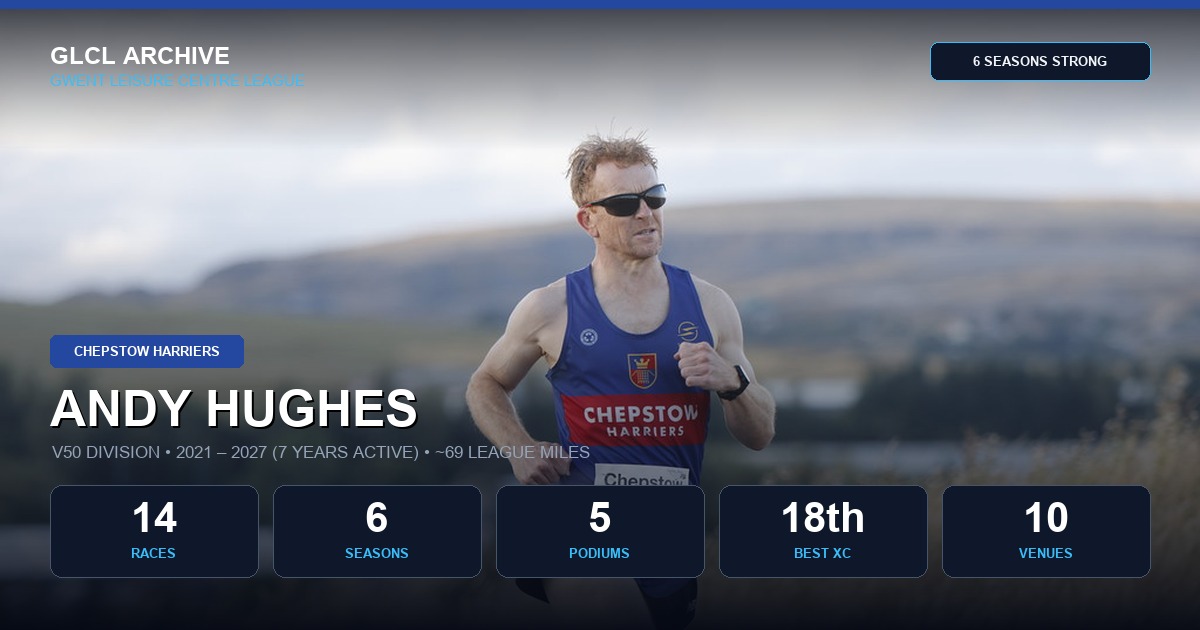 GLCL ARCHIVE
GWENT LEISURE CENTRE LEAGUE
6 SEASONS STRONG
CHEPSTOW
HARRIERS
Chepstow
CHEPSTOW HARRIERS
ANDY HUGHES
V50 DIVISION • 2021 – 2027 (7 YEARS ACTIVE) • ~69 LEAGUE MILES
14
RACES
6
SEASONS
5
PODIUMS
18th
BEST XC
10
VENUES